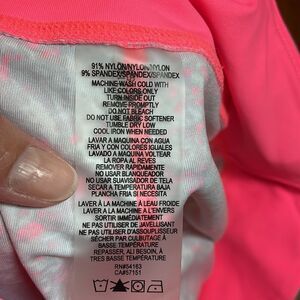 91% NYLON/NYLON/NYLON
9% SPANDEX/SPANDEX/SPANDEX
MACHINE WASH COLD WITH
LIKE COLORS ONLY
TURN INSIDE OUT
REMOVE PROMPTLY
DO NOT BLEACH
DO NOT USE FABRIC SOFTENER
TUMBLE DRY LOW
COOL IRON WHEN NEEDED
LAVAR A MAQUINA CON AGUA
FRIA Y CON COLORES IGUALES
LAVADO A MAQUINA VOLTEAR
LA ROPA AL REVES
REMOVER RAPIDAMENTE
NO USAR BLANQUEADOR
NO USAR SUAVISADOR DE TELA
SECAR A TEMPERATURA BAJA
PLANCHA FRIA SI NECESARIO
LAVER À LA MACHINE À L'EAU FROIDE
LAVER À LA MACHINE À L'ENVERS
SORTIR IMMÉDIATEMENT
NE PAS UTILISER D'EAU DE JAVEL
NE PAS UTILISER D'ADOUCISSANT
SÉCHER PAR CULBUTAGE À
BASSE TEMPÉRATURE
REPASSER, AU BESOIN, À
BASSE TEMPÉRATURE
RN#54163
CA#57151